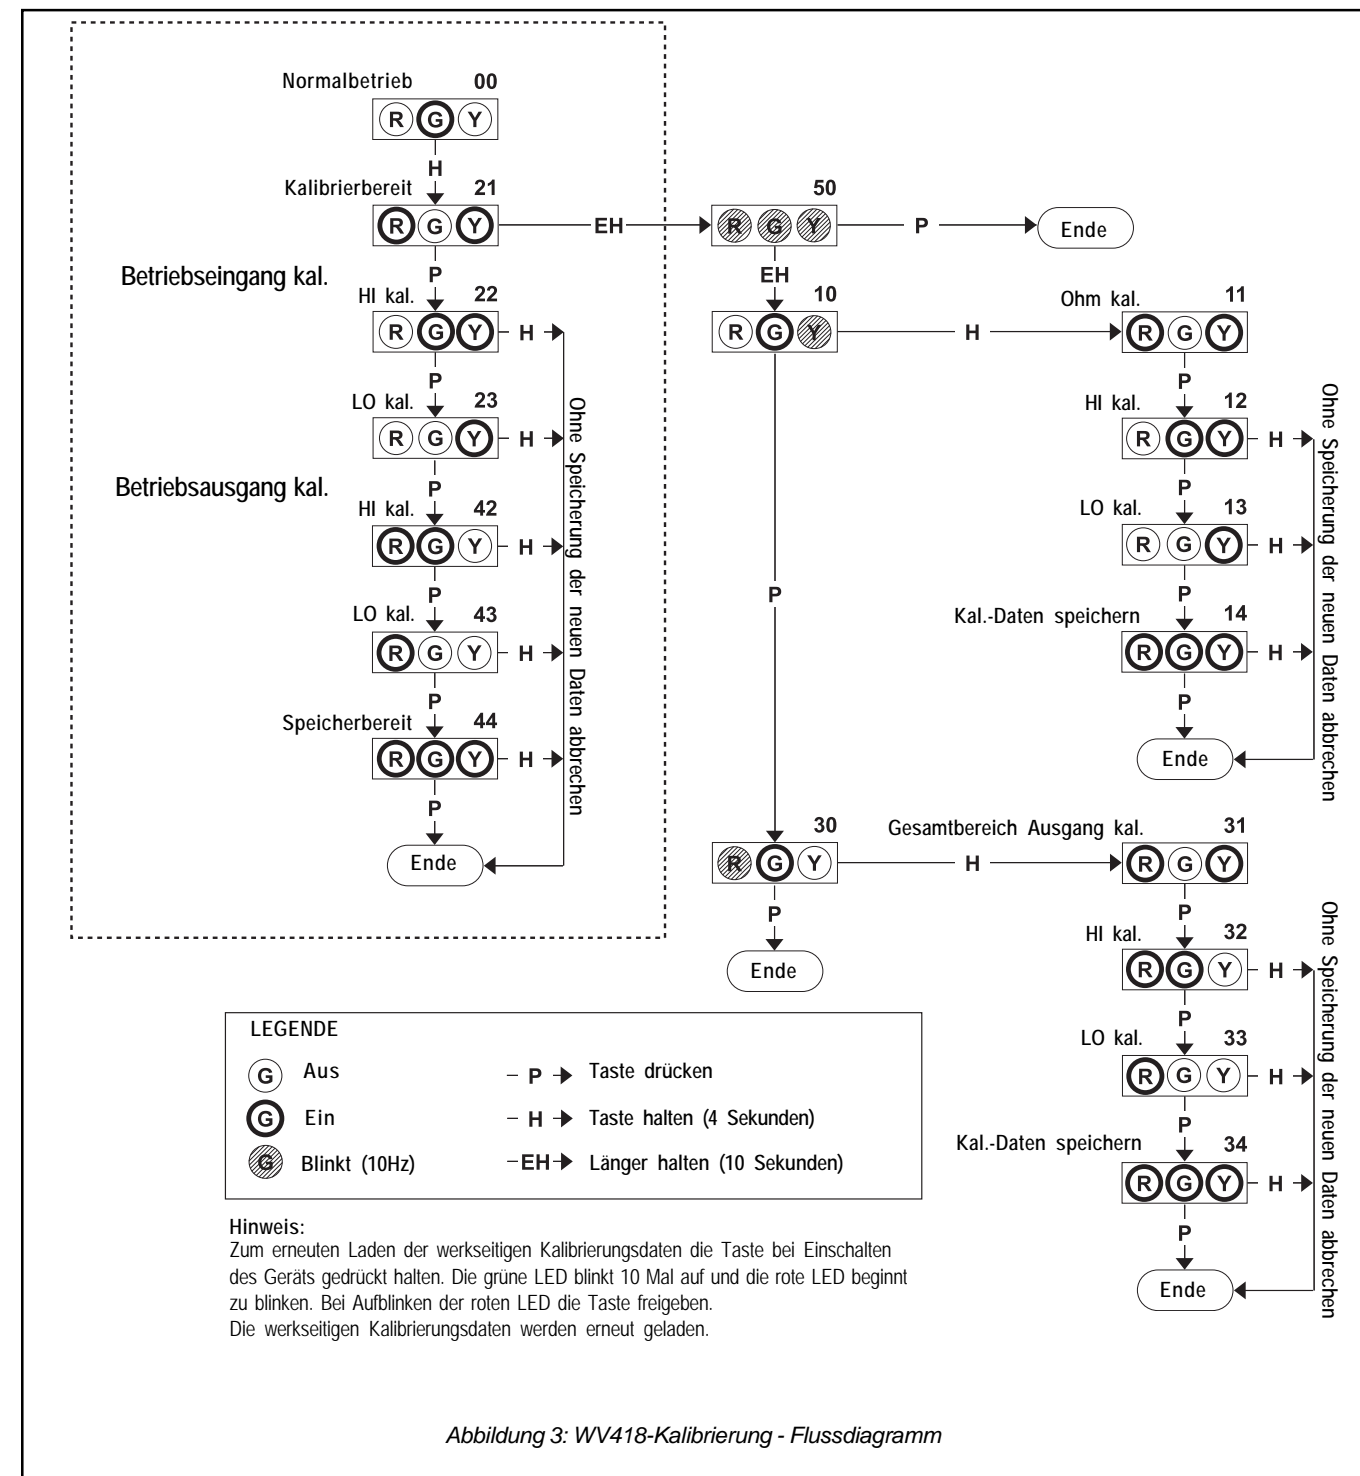 Normalbetrieb 00
R G Y
H
Kalibrierbereit 21
R G Y
EH
50
R G Y
P
Ende
P
EH
Betriebseingang kal.
HI kal. 22
R G Y
H
10
R G Y
H
Ohm kal. 11
R G Y
P
LO kal. 23
R G Y
H
P
HI kal. 12
R G Y
H
P
Betriebsausgang kal.
HI kal. 42
R G Y
H
P
LO kal. 13
R G Y
H
P
LO kal. 43
R G Y
H
P
P
Kal.-Daten speichern 14
R G Y
H
P
Speicherbereit 44
R G Y
H
P
Ende
Ohne Speicherung der neuen Daten abbrechen
Ende
Ohne Speicherung der neuen Daten abbrechen
30
R G Y
H
Gesamtbereich Ausgang kal. 31
R G Y
P
Ende
P
HI kal. 32
R G Y
H
P
LO kal. 33
R G Y
H
P
Kal.-Daten speichern 34
R G Y
H
P
Ende
Ohne Speicherung der neuen Daten abbrechen
LEGENDE
G Aus
P Taste drücken
G Ein
H Taste halten (4 Sekunden)
G Blinkt (10Hz)
EH Länger halten (10 Sekunden)
Hinweis:
Zum erneuten Laden der werkseitigen Kalibrierungsdaten die Taste bei Einschalten
des Geräts gedrückt halten. Die grüne LED blinkt 10 Mal auf und die rote LED beginnt
zu blinken. Bei Aufblinken der roten LED die Taste freigeben.
Die werkseitigen Kalibrierungsdaten werden erneut geladen.
Abbildung 3: WV418-Kalibrierung - Flussdiagramm